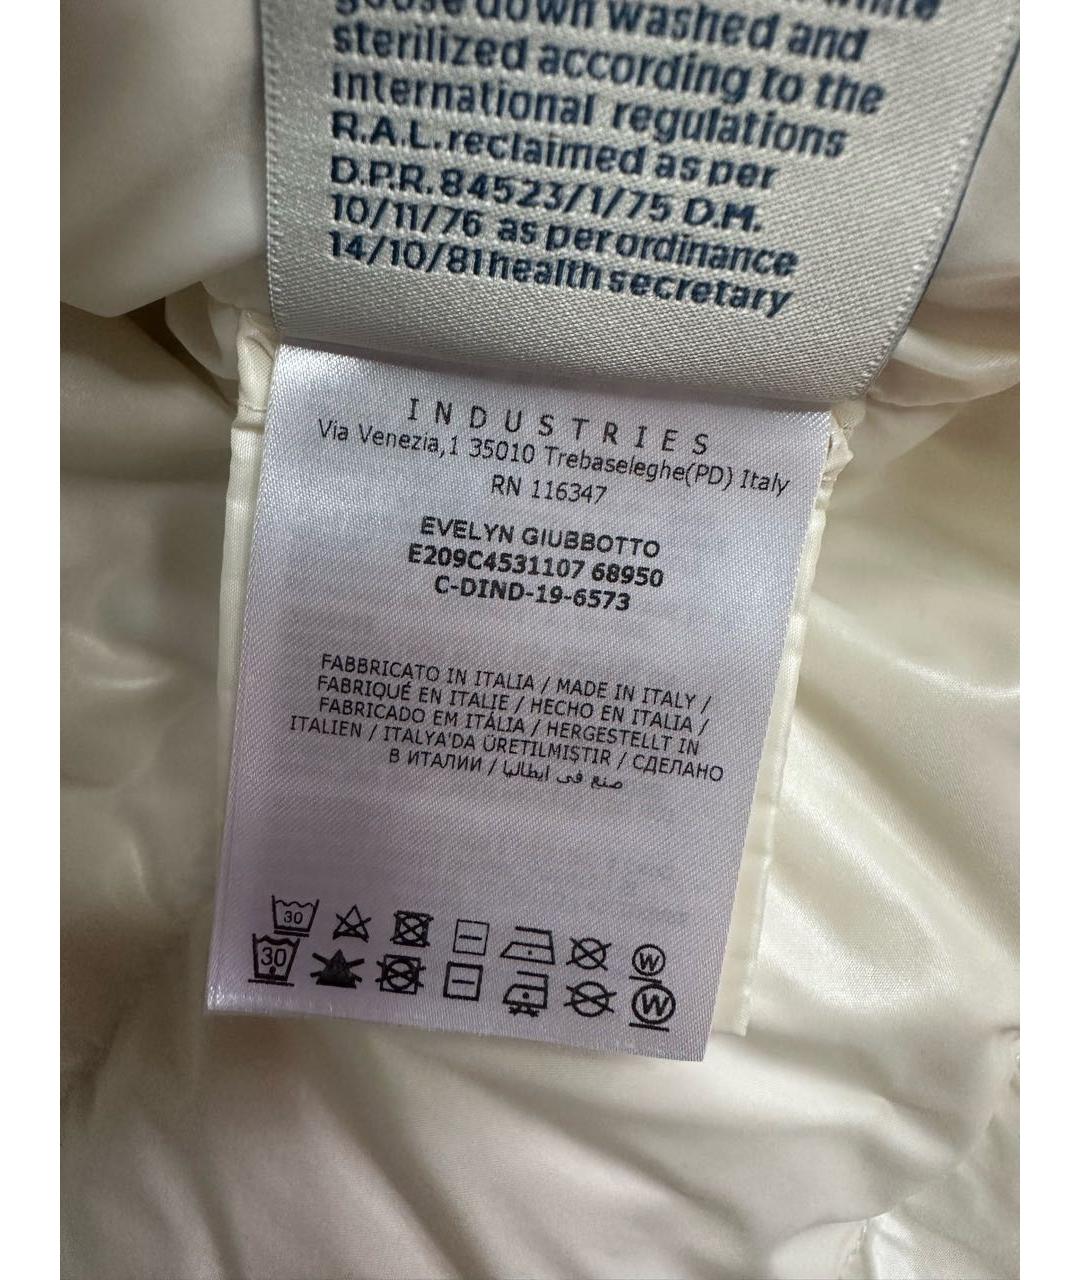 white
goose down washed and
sterilized according to the
international regulations
R.A.L. reclaimed as per
D.P.R. 84523/1/75 D.M.
10/11/76 as per ordinance
14/10/81 health secretary
INDUSTRIES
Via Venezia,1 35010 Trebaseleghe(PD) Italy
RN 116347
EVELYN GIUBBOTTO
E209C4531107 68950
C-DIND-19-6573
FABBRICATO IN ITALIA / MADE IN ITALY /
FABRIQUÉ EN ITALIE / HECHO EN ITALIA /
FABRICADO EM ITÁLIA / HERGESTELLT IN
ITALIEN / ITALYA'DA ÜRETILMIŞTIR / СДЕЛАНО
В ИТАЛИИ / صنع في ايطاليا
30
W
30
W